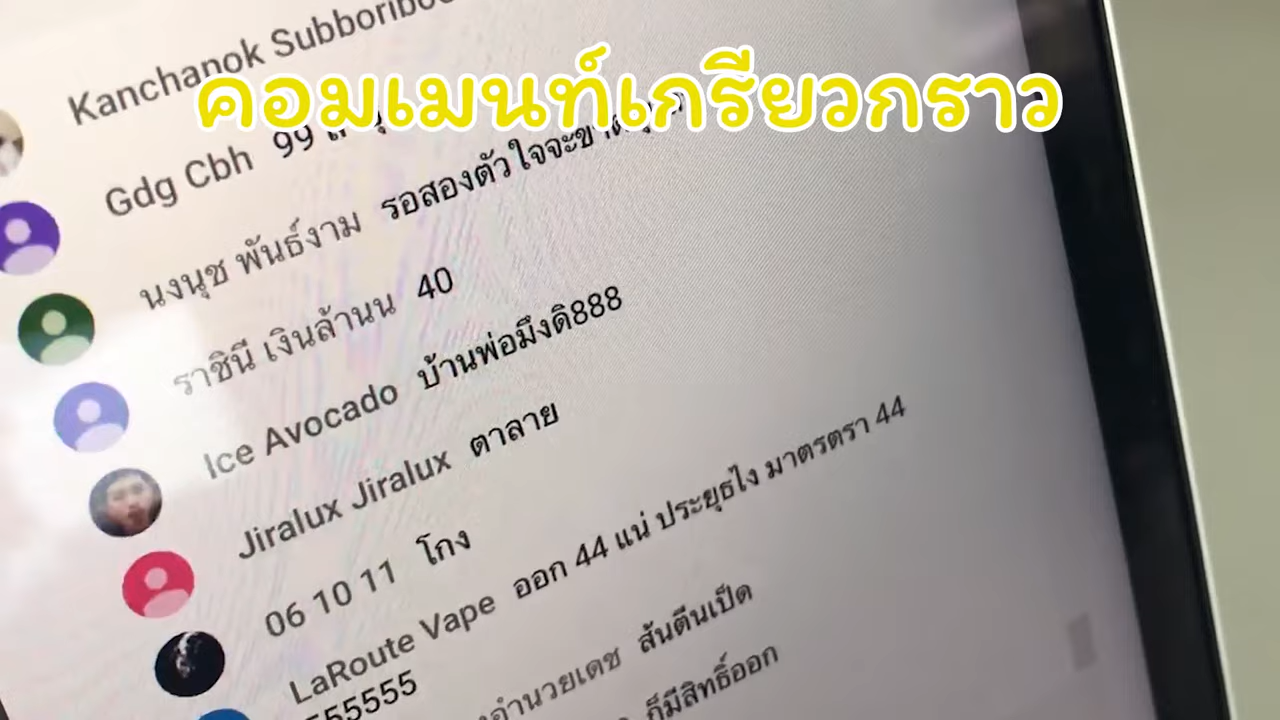 Kanchanok
คอมเมนท์เกรียวกราว
Gdg Cbh 99
นงนุช พันธ์งาม รอสองตัวใจจะขาด
ราชินี เงินล้านน 40
Ice Avocado บ้านพ่อมึงดิ888
Jiralux Jiralux ตาลาย
06 10 11 โกง
LaRoute Vape ออก 44 แน่ ประยุธไง มาตรตรา 44
555555
ส้นตีนเป็ด
ก็มีสิทธิ์ออก